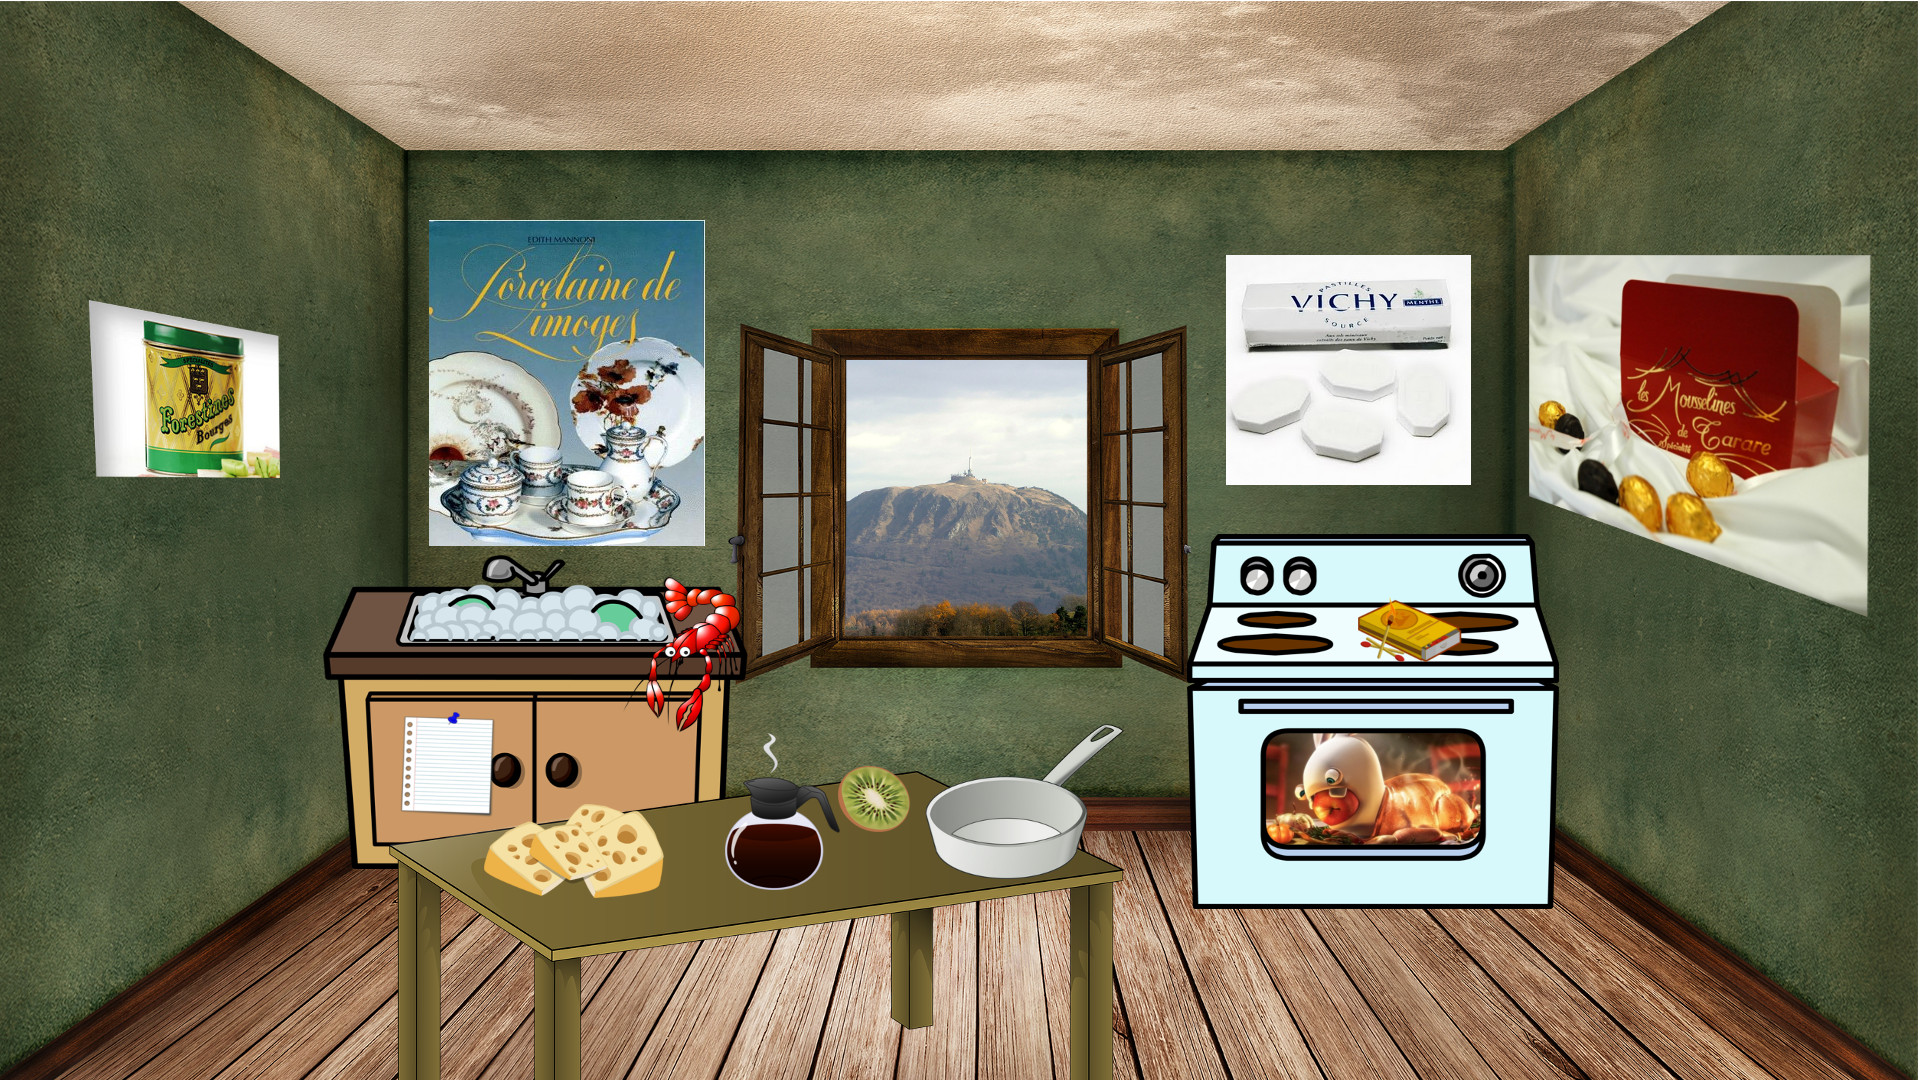 EDITH MANNONI
Porcelaine de
Limoges
Forestines
Bourges
PASTILLES
VICHY
MENTHE
SOURCE
les Mousselines
de Tarare